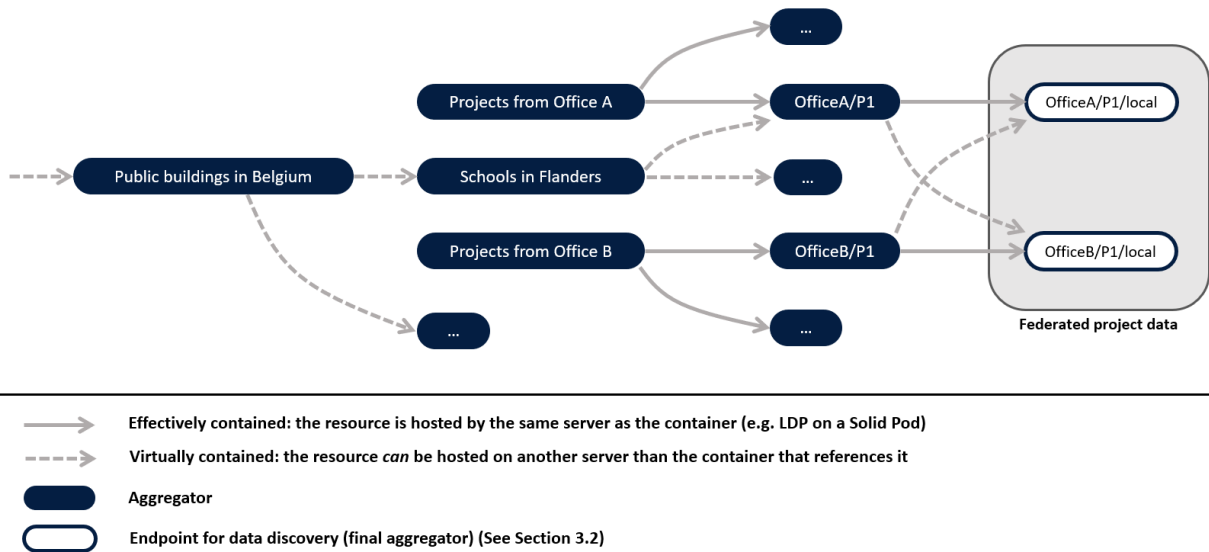 ...
Projects from Office A
OfficeA/P1
OfficeA/P1/local
Public buildings in Belgium
Schools in Flanders
...
Projects from Office B
OfficeB/P1
OfficeB/P1/local
...
...
Federated project data
Effectively contained: the resource is hosted by the same server as the container (e.g. LDP on a Solid Pod)
Virtually contained: the resource can be hosted on another server than the container that references it
Aggregator
Endpoint for data discovery (final aggregator) (See Section 3.2)